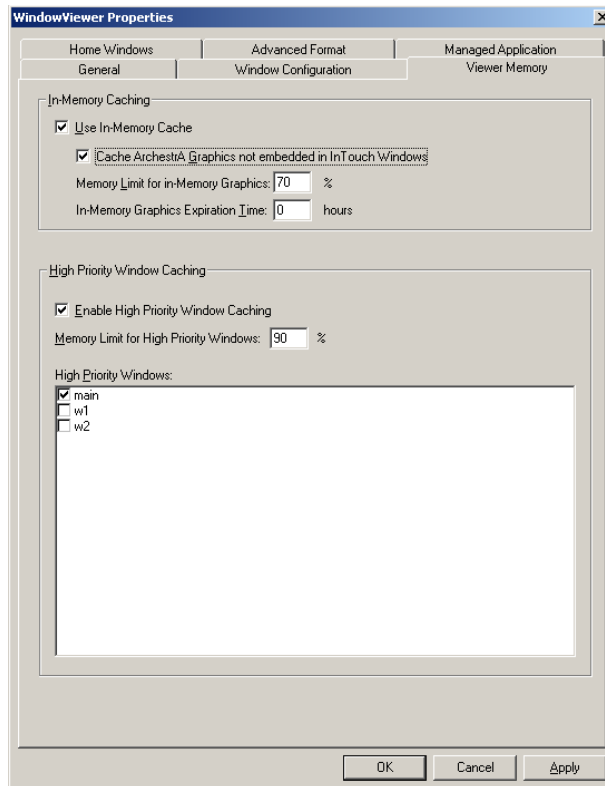 WindowViewer Properties
Home Windows Advanced Format Managed Application
General Window Configuration Viewer Memory
In-Memory Caching
Use In-Memory Cache
Cache ArchestrA Graphics not embedded in InTouch Windows
Memory Limit for in-Memory Graphics: 70 %
In-Memory Graphics Expiration Time: 0 hours
High Priority Window Caching
Enable High Priority Window Caching
Memory Limit for High Priority Windows: 90 %
High Priority Windows:
main
w1
w2
OK Cancel Apply